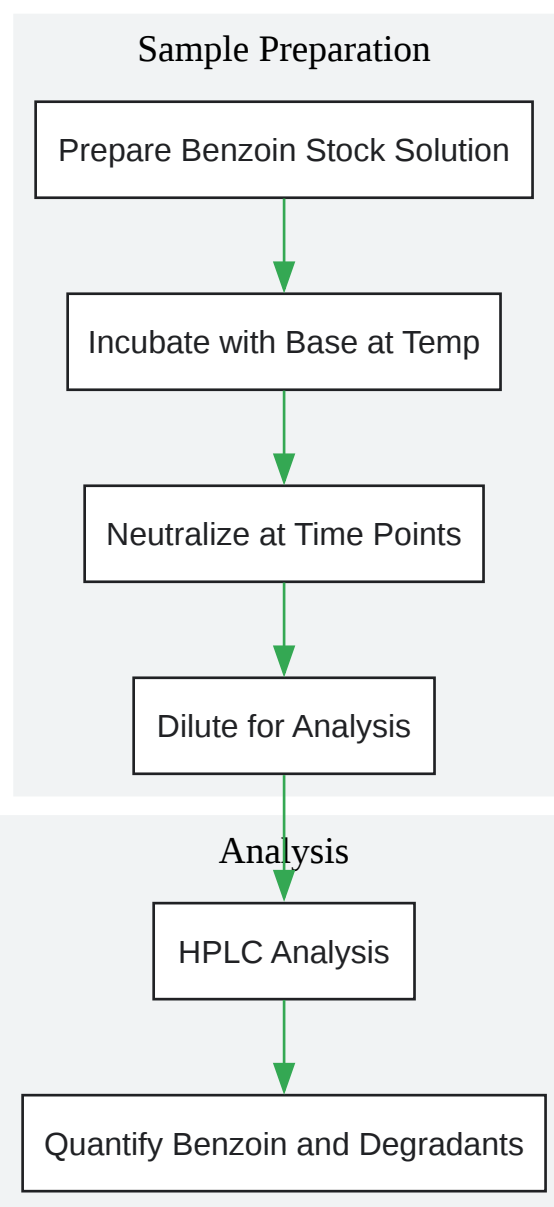 Sample Preparation
Prepare Benzoin Stock Solution
Incubate with Base at Temp
Neutralize at Time Points
Dilute for Analysis
Analysis
HPLC Analysis
Quantify Benzoin and Degradants